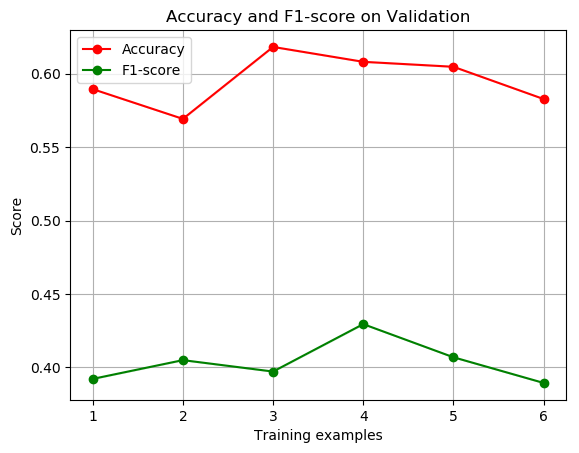 Accuracy and F1-score on Validation
Accuracy
F1-score
0.60
0.55
0.50
0.45
0.40
Score
1 2 3 4 5 6
Training examples